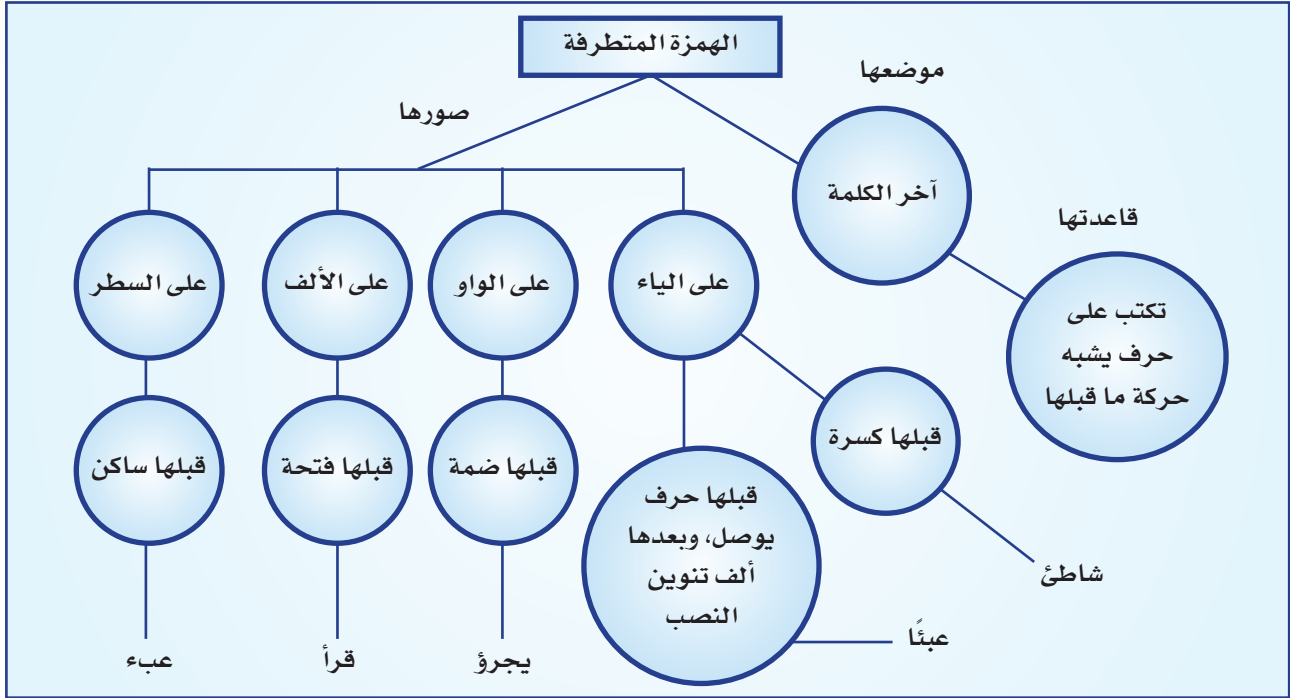 الهمزة المتطرفة
موضعها
صورها
آخر الكلمة
قاعدتها
تكتب على
حرف يشبه
حركة ما قبلها
على الياء
على الواو
على الألف
على السطر
قبلها كسرة
قبلها حرف
يوصل، وبعدها
ألف تنوين
النصب
قبلها ضمة
قبلها فتحة
قبلها ساكن
شاطئ
عبئًا
يجرؤ
قرأ
عبء